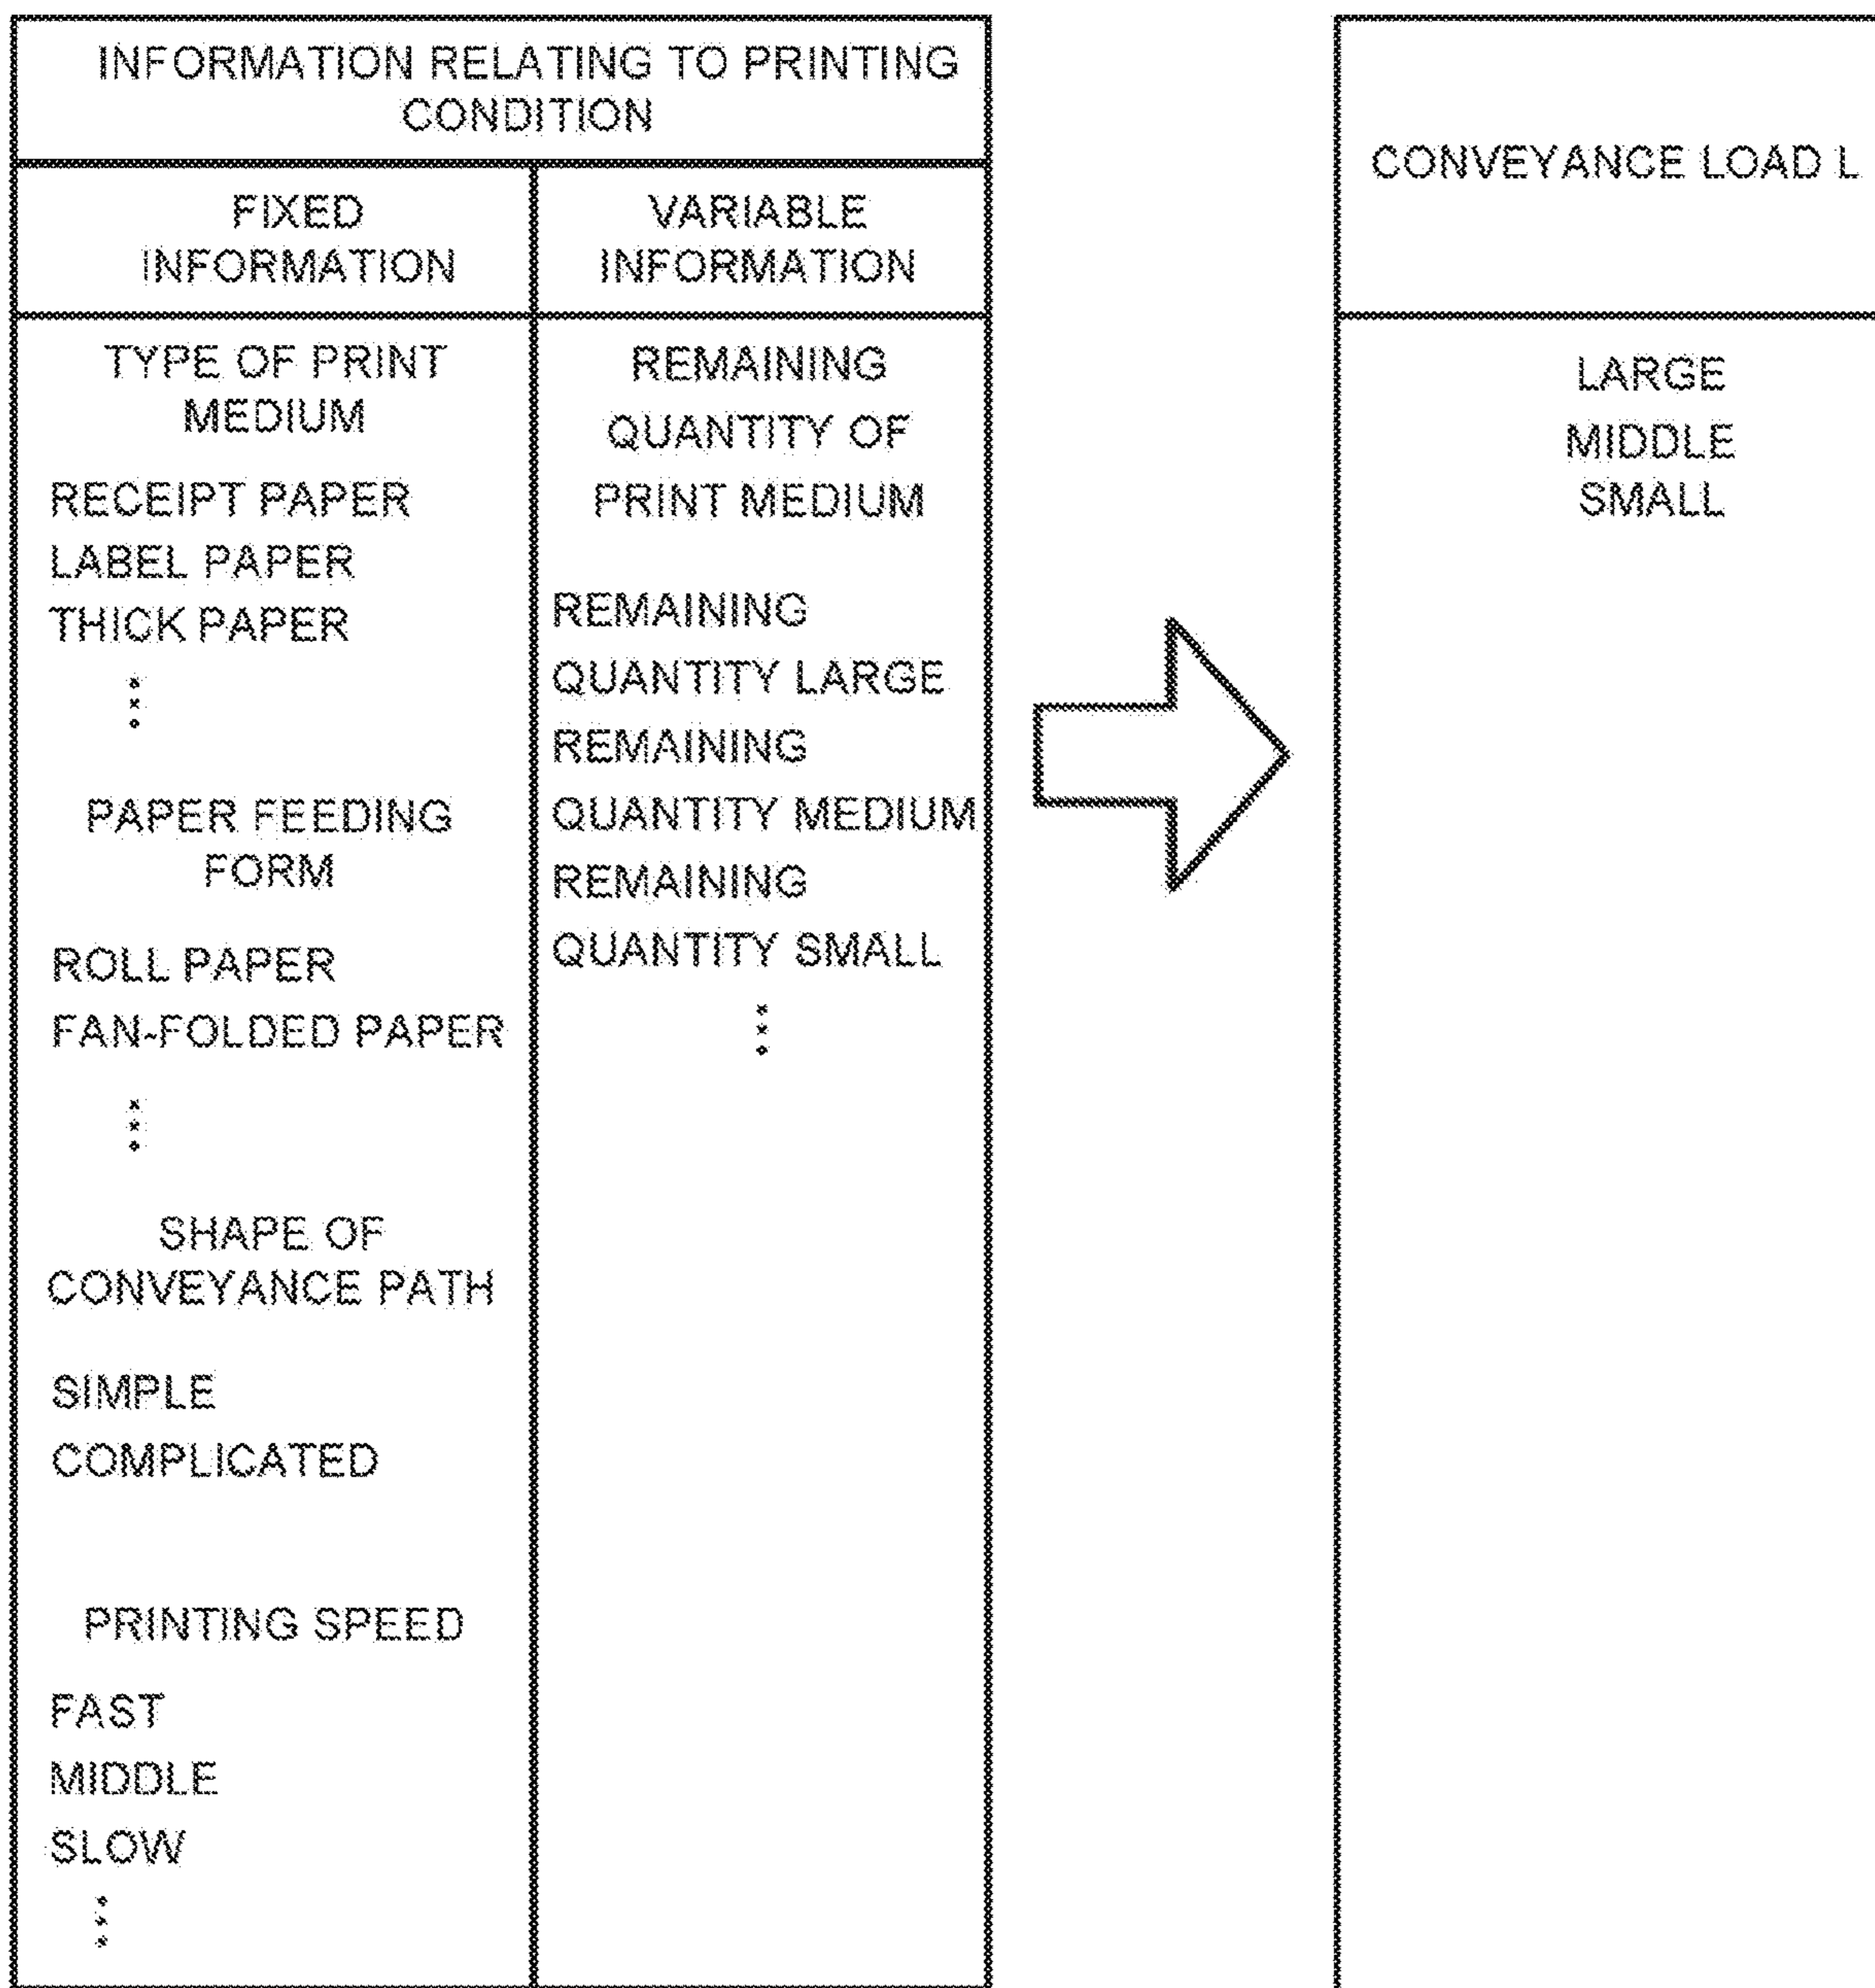 INFORMATION RELATING TO PRINTING
CONDITION
FIXED
INFORMATION
VARIABLE
INFORMATION
TYPE OF PRINT
MEDIUM
RECEIPT PAPER
LABEL PAPER
THICK PAPER
PAPER FEEDING
FORM
ROLL PAPER
FAN-FOLDED PAPER
SHAPE OF
CONVEYANCE PATH
SIMPLE
COMPLICATED
PRINTING SPEED
FAST
MIDDLE
SLOW
REMAINING
QUANTITY OF
PRINT MEDIUM
REMAINING
QUANTITY LARGE
REMAINING
QUANTITY MEDIUM
REMAINING
QUANTITY SMALL
CONVEYANCE LOAD L
LARGE
MIDDLE
SMALL